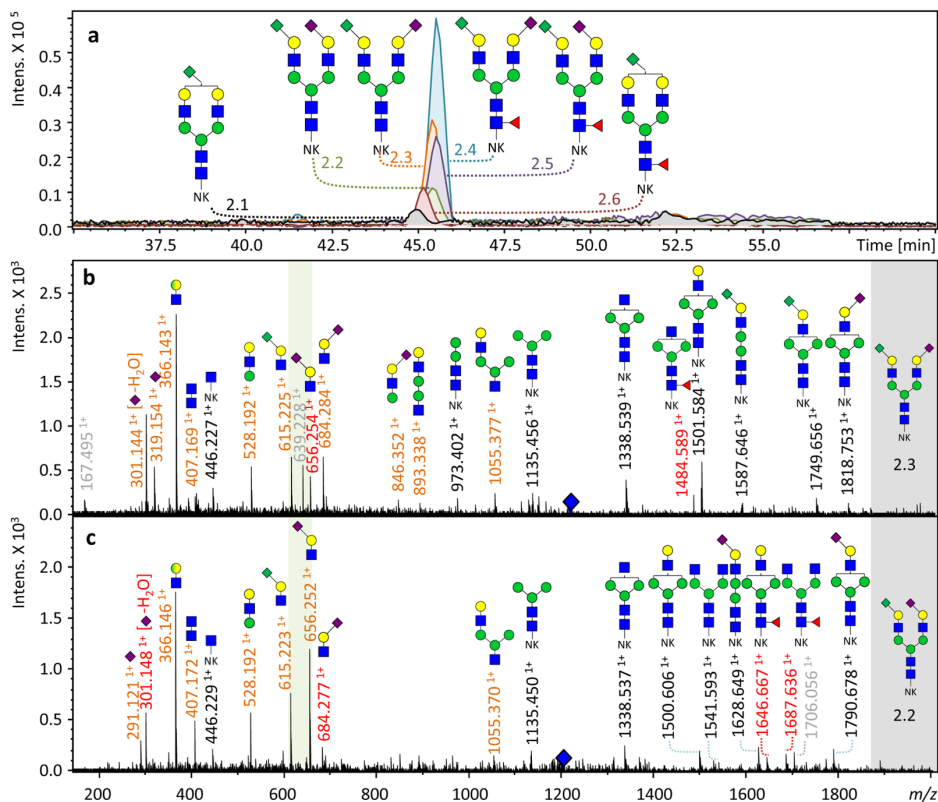 a
Intens. X 10 5
0.5
0.4
0.3
0.2
0.1
0.0
NK
NK
NK
NK
NK
NK
2.1
2.2
2.3
2.4
2.5
2.6
37.5
40.0
42.5
45.0
47.5
50.0
52.5
55.0
Time [min]
b
Intens. X 10 3
2.5
2.0
1.5
1.0
0.5
0.0
167.495 1+
301.144 1+ [ -H2O]
319.154 1+
366.143 1+
407.169 1+
NK
446.227 1+
528.192 1+
615.225 1+
639.228 1+
656.254 1+
684.284 1+
846.352 1+
893.338 1+
NK
973.402 1+
1055.377 1+
NK
1135.456 1+
NK
1338.539 1+
NK
1484.589 1+
NK
1501.584 1+
NK
1587.646 1+
NK
1749.656 1+
NK
1818.753 1+
NK
2.3
c
Intens. X 10 3
2.0
1.5
1.0
0.5
0.0
291.121 1+
301.148 1+ [ -H2O]
366.146 1+
407.172 1+
NK
446.229 1+
528.192 1+
615.223 1+
656.252 1+
684.277 1+
1055.370 1+
NK
1135.450 1+
NK
1338.537 1+
NK
1500.606 1+
NK
1541.593 1+
NK
1628.649 1+
NK
1646.667 1+
NK
1687.636 1+
1706.056 1+
NK
1790.678 1+
NK
2.2
200
400
600
800
1000
1200
1400
1600
1800
m/z